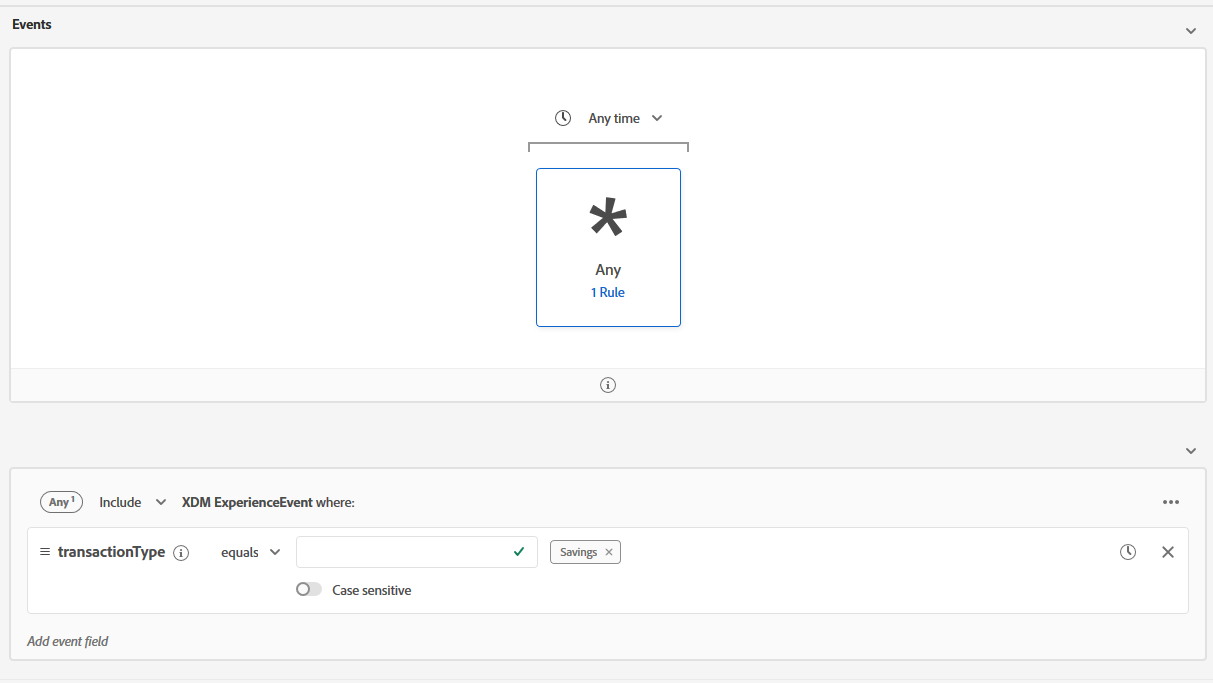 Events
Any time
Any
1 Rule
Any 1 Include XDM ExperienceEvent where:
transactionType equals Savings
Case sensitive
Add event field